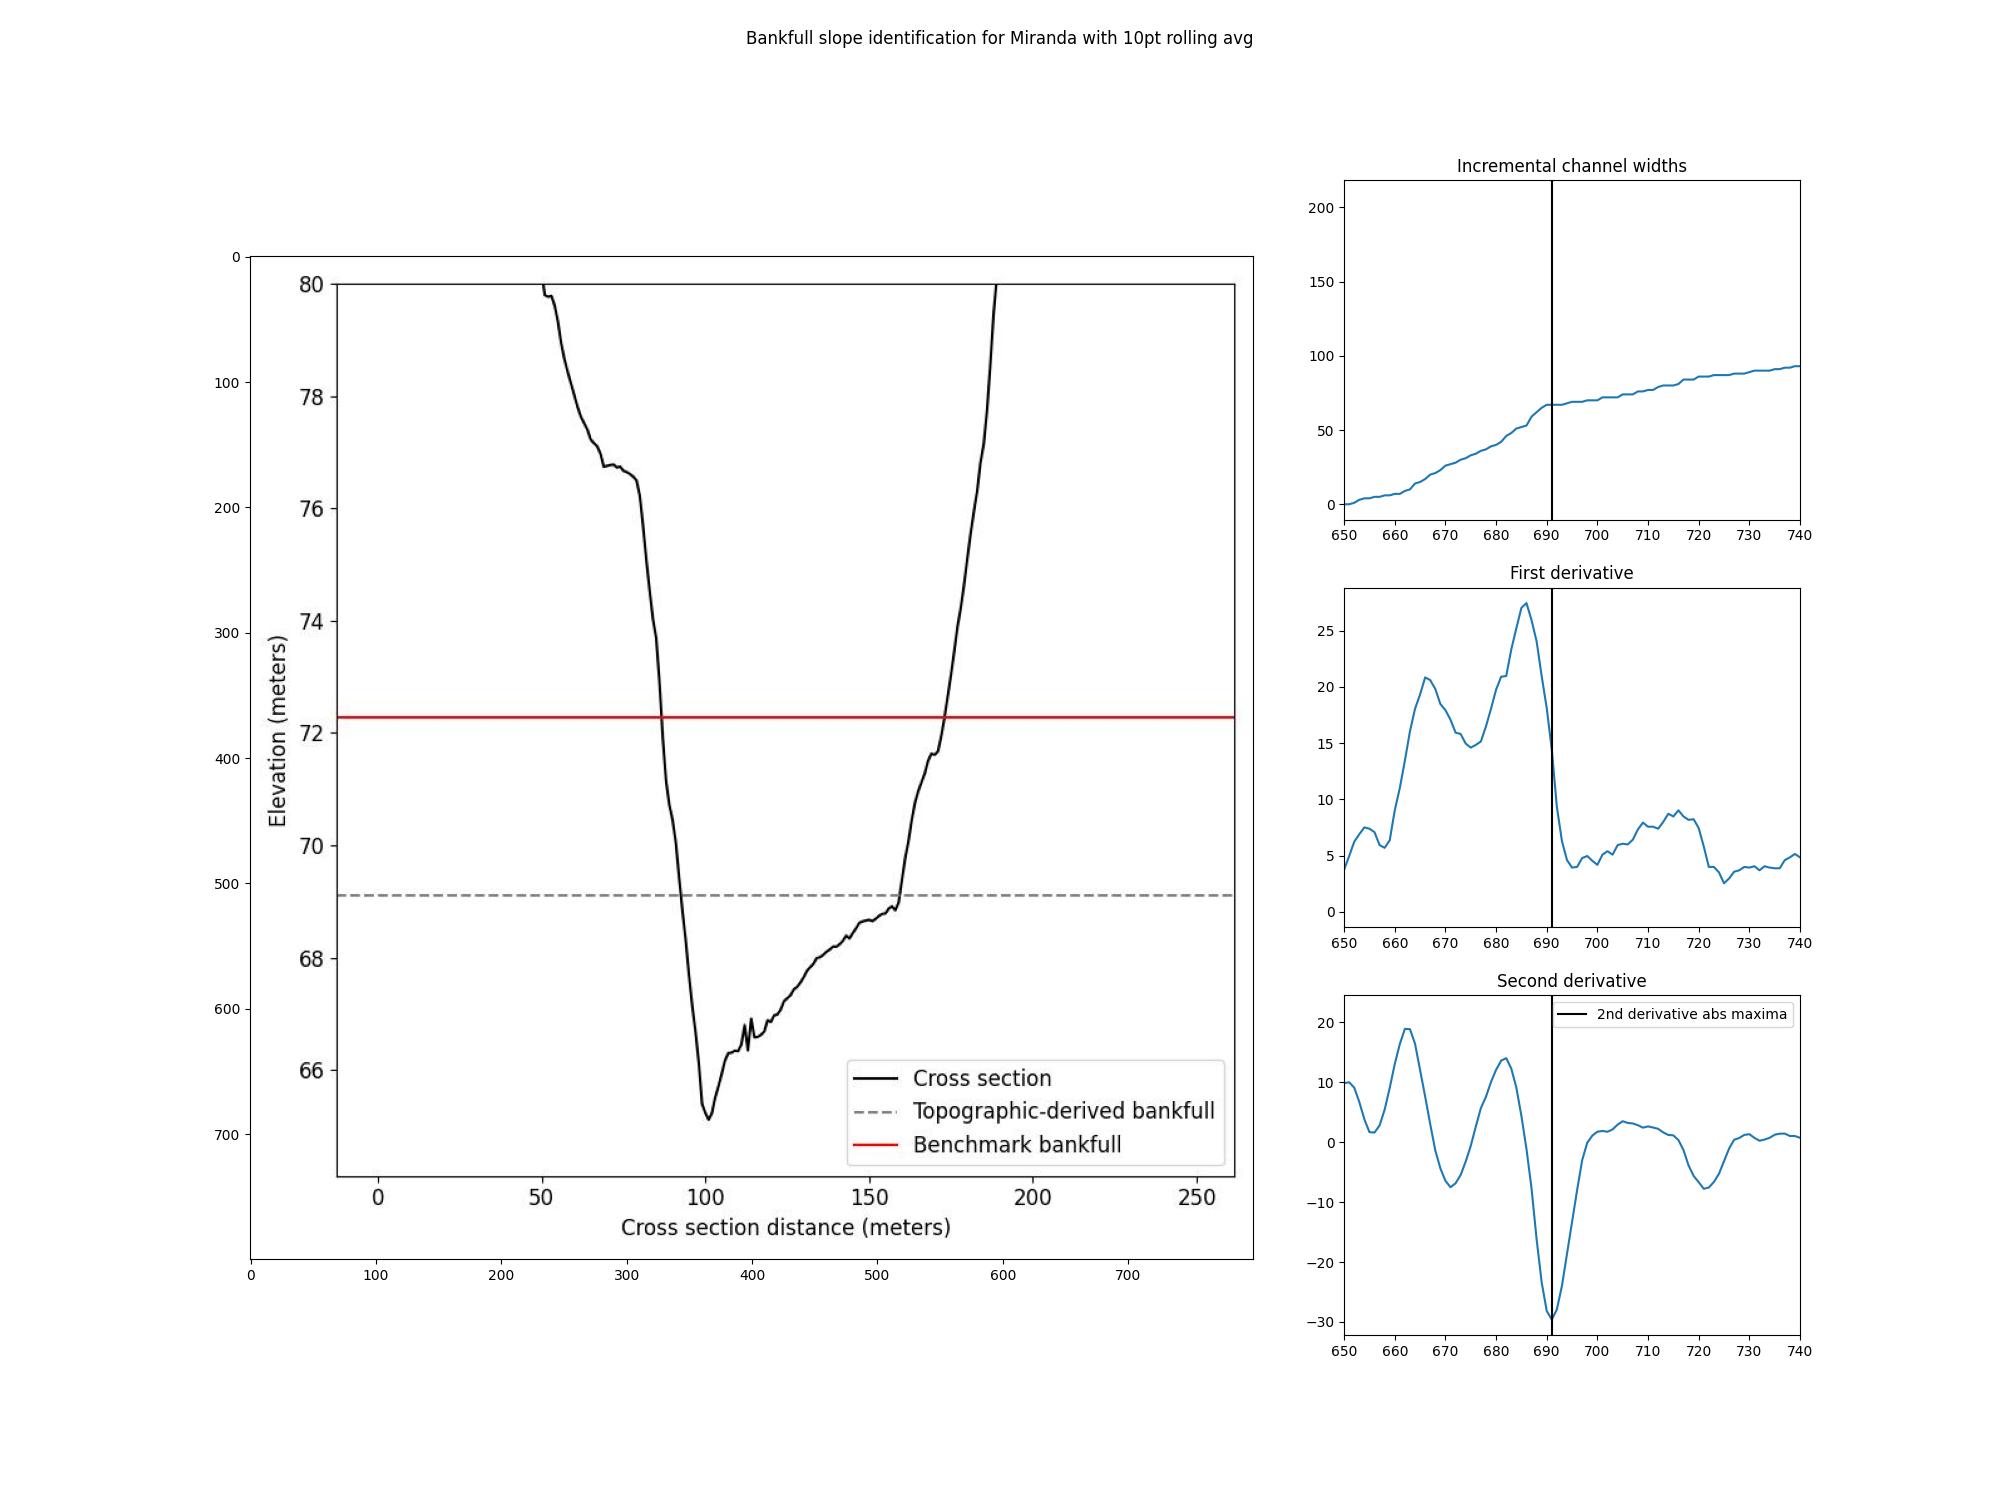 Bankfull slope identification for Miranda with 10pt rolling avg
0
100
200
300
400
500
600
700
80
78
76
74
72
70
68
66
Elevation (meters)
Cross section
Topographic-derived bankfull
Benchmark bankfull
0 50 100 150 200 250
Cross section distance (meters)
0 100 200 300 400 500 600 700
Incremental channel widths
200
150
100
50
0
650 660 670 680 690 700 710 720 730 740
First derivative
25
20
15
10
5
0
650 660 670 680 690 700 710 720 730 740
Second derivative
2nd derivative abs maxima
20
10
0
−10
−20
−30
650 660 670 680 690 700 710 720 730 740